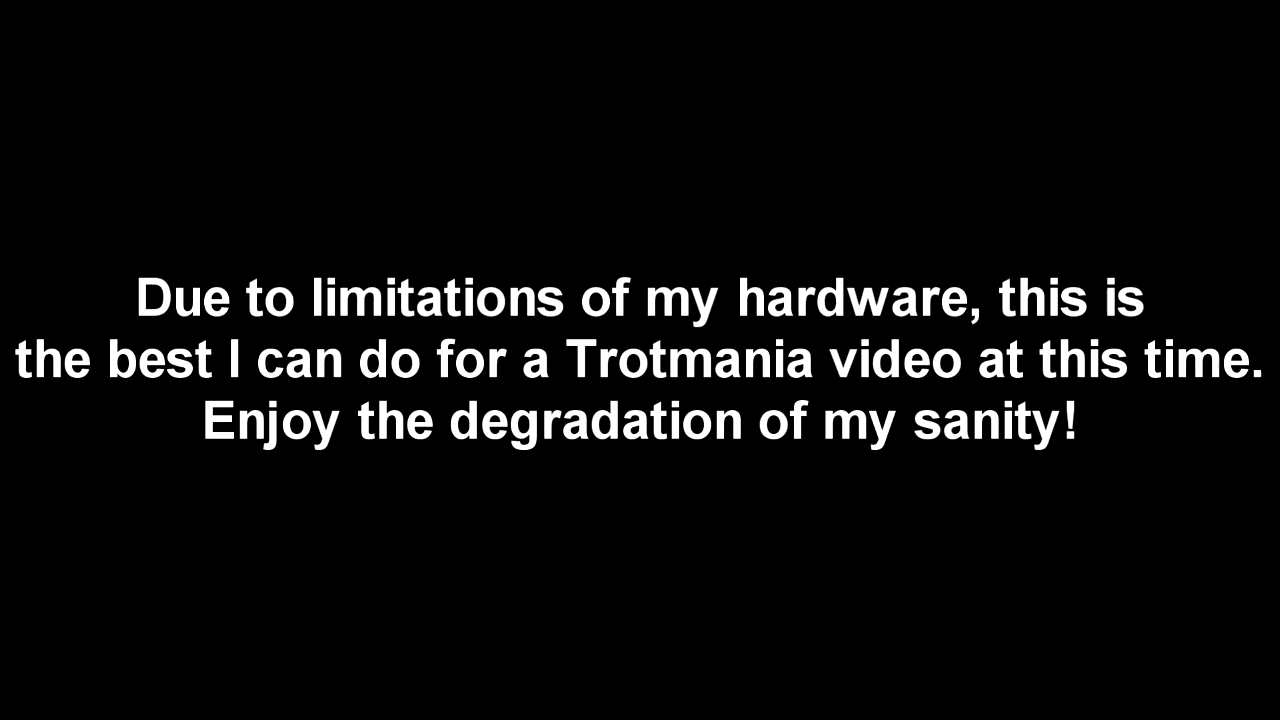 Due to limitations of my hardware, this is
the best I can do for a Trotmania video at this time.
Enjoy the degradation of my sanity!